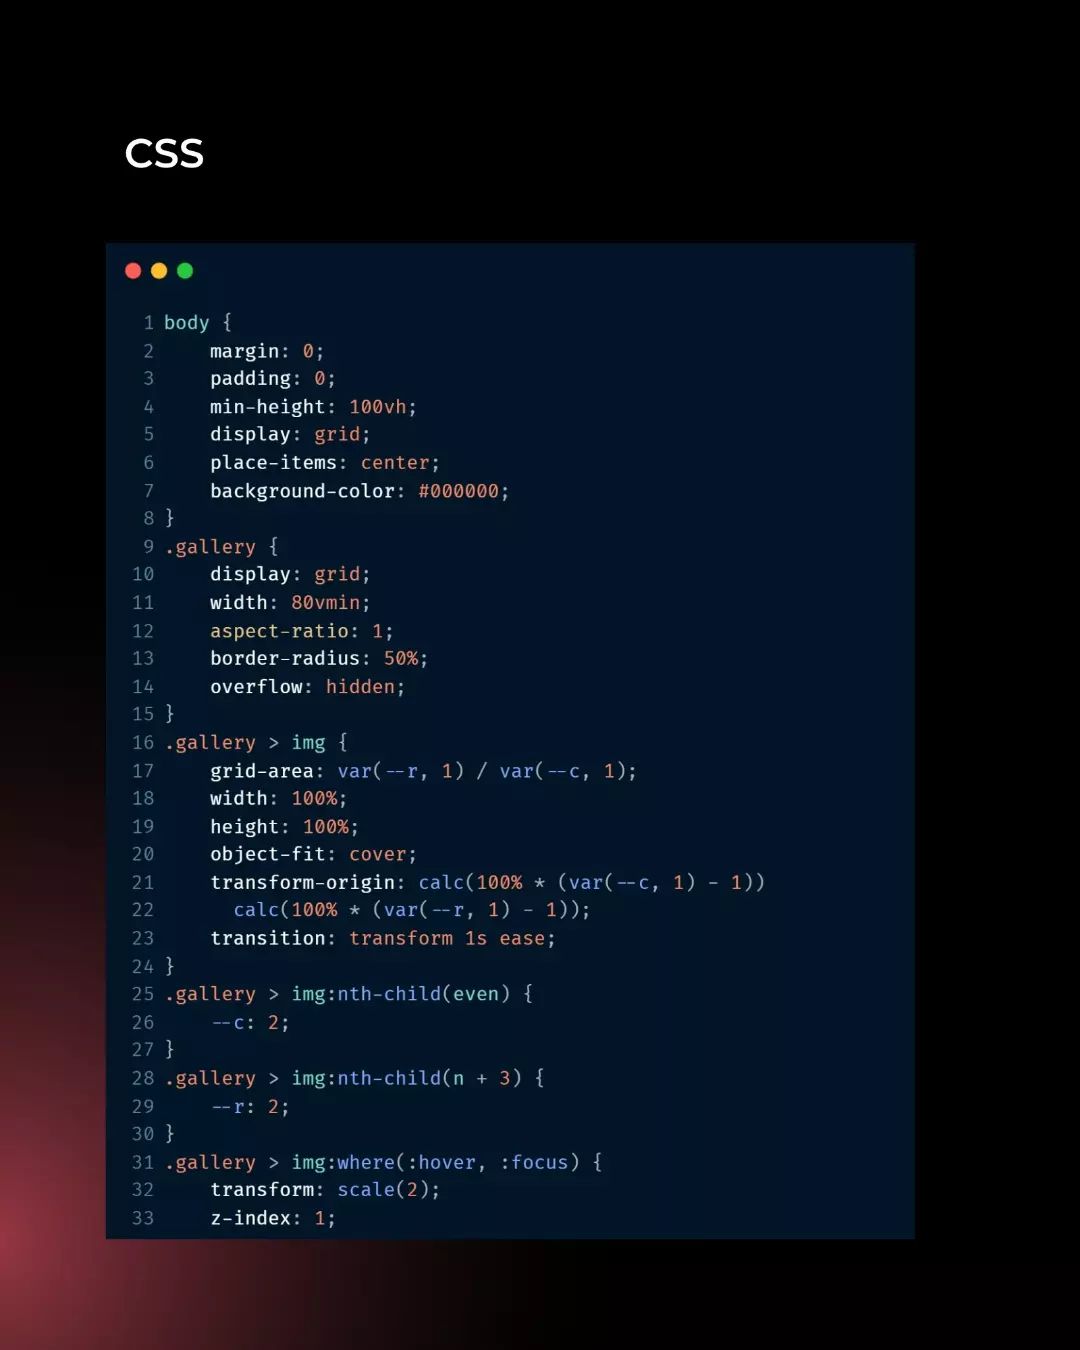 CSS
1 body {
2 margin: 0;
3 padding: 0;
4 min-height: 100vh;
5 display: grid;
6 place-items: center;
7 background-color: #000000;
8 }
9 .gallery {
10 display: grid;
11 width: 80vmin;
12 aspect-ratio: 1;
13 border-radius: 50%;
14 overflow: hidden;
15 }
16 .gallery > img {
17 grid-area: var(--r, 1) / var(--c, 1);
18 width: 100%;
19 height: 100%;
20 object-fit: cover;
21 transform-origin: calc(100% * (var(--c, 1) - 1))
22 calc(100% * (var(--r, 1) - 1));
23 transition: transform 1s ease;
24 }
25 .gallery > img:nth-child(even) {
26 --c: 2;
27 }
28 .gallery > img:nth-child(n + 3) {
29 --r: 2;
30 }
31 .gallery > img:where(:hover, :focus) {
32 transform: scale(2);
33 z-index: 1;